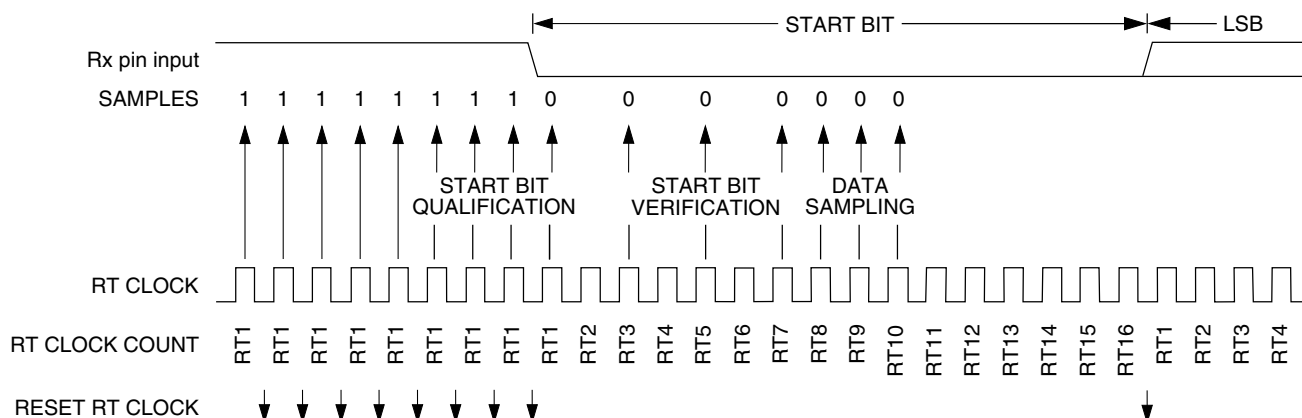 START BIT
LSB
Rx pin input
SAMPLES 1 1 1 1 1 1 1 1 0 0 0 0 0 0 0
START BIT QUALIFICATION
START BIT VERIFICATION
DATA SAMPLING
RT CLOCK
RT CLOCK COUNT RT1 RT1 RT1 RT1 RT1 RT1 RT1 RT1 RT1 RT2 RT3 RT4 RT5 RT6 RT7 RT8 RT9 RT10 RT11 RT12 RT13 RT14 RT15 RT16 RT1 RT2 RT3 RT4
RESET RT CLOCK